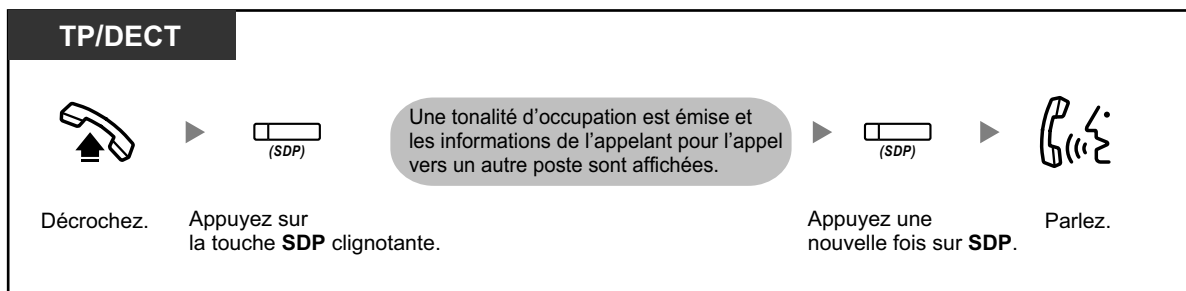 TP/DECT
Décrochez.
(SDP)
Appuyez sur
la touche SDP clignotante.
Une tonalité d’occupation est émise et
les informations de l’appelant pour l’appel
vers un autre poste sont affichées.
(SDP)
Appuyez une
nouvelle fois sur SDP.
Parlez.